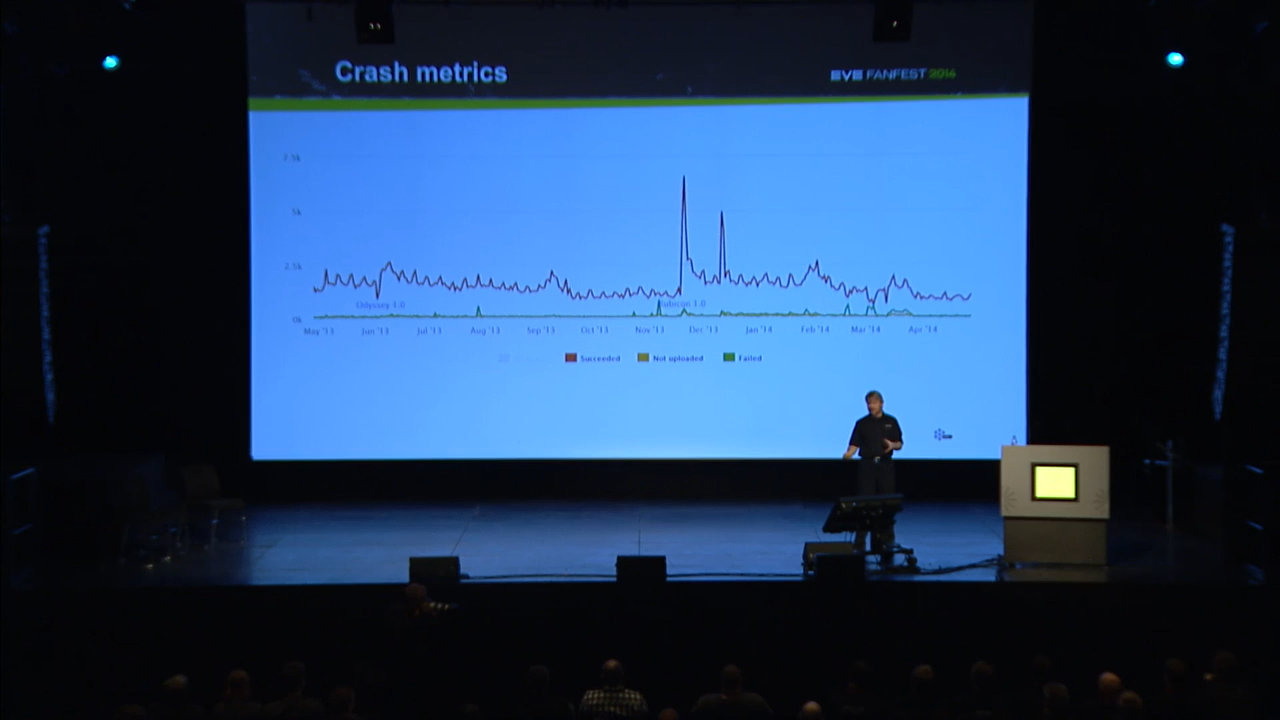 Crash metrics
EVE FANFEST 2014
7.5k
5k
2.5k
Odyssey 1.0
Rubicon 1.0
0k
May '13 Jun '13 Jul '13 Aug '13 Sep '13 Oct '13 Nov '13 Dec '13 Jan '14 Feb '14 Mar '14 Apr '14
Succeeded Not uploaded Failed